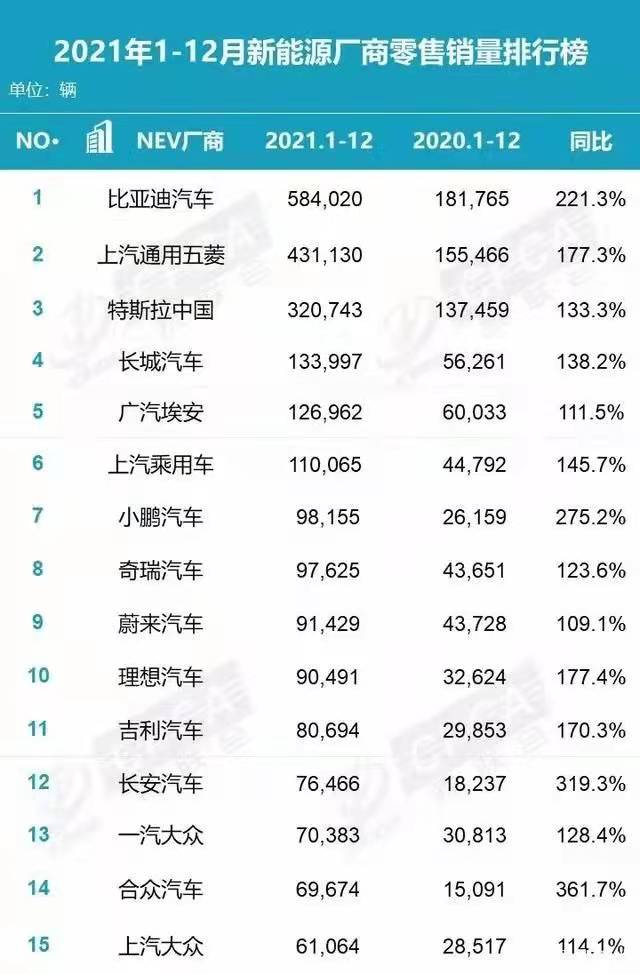 2021年1-12月新能源厂商零售销量排行榜
单位：辆
NO· NEV厂商 2021.1-12 2020.1-12 同比
1 比亚迪汽车 584,020 181,765 221.3%
2 上汽通用五菱 431,130 155,466 177.3%
3 特斯拉中国 320,743 137,459 133.3%
4 长城汽车 133,997 56,261 138.2%
5 广汽埃安 126,962 60,033 111.5%
6 上汽乘用车 110,065 44,792 145.7%
7 小鹏汽车 98,155 26,159 275.2%
8 奇瑞汽车 97,625 43,651 123.6%
9 蔚来汽车 91,429 43,728 109.1%
10 理想汽车 90,491 32,624 177.4%
11 吉利汽车 80,694 29,853 170.3%
12 长安汽车 76,466 18,237 319.3%
13 一汽大众 70,383 30,813 128.4%
14 合众汽车 69,674 15,091 361.7%
15 上汽大众 61,064 28,517 114.1%